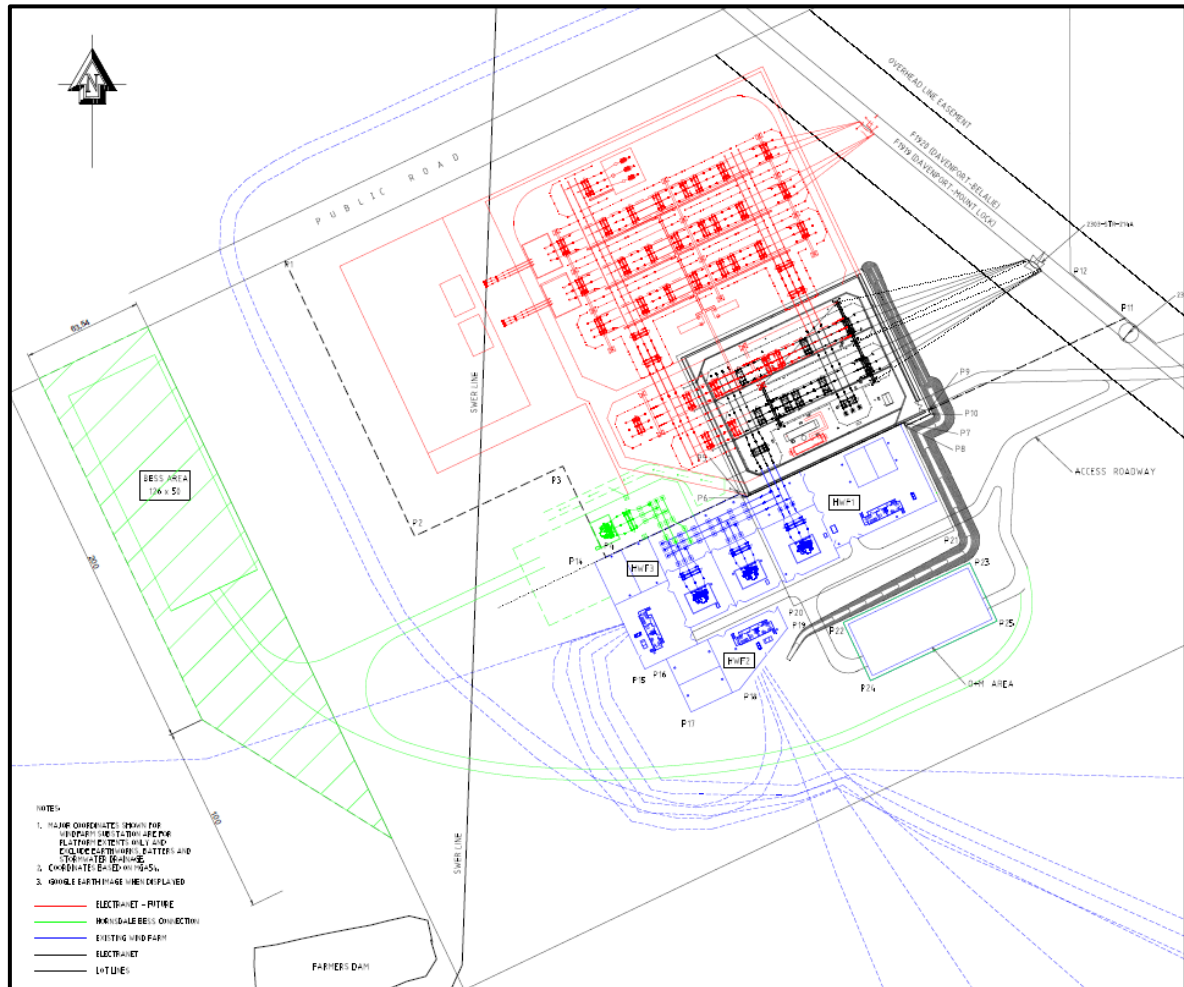 N
OVERHEAD LINE EASEMENT
F1920 (DAVENPORT-BELALIE)
F1919 (DAVENPORT-MOUNT LOCK)
PUBLIC ROAD
P1
P12
P11
83,54
SWER LINE
P9
P10
P7
P8
ACCESS ROADWAY
BESS AREA
126 x 50
P3
P2
P6
HWF1
P4
P14
HWF3
P21
P23
200
P20
P19
P22
P25
HWF2
P15
P16
P24
O+M AREA
P17
P18
100
SWER LINE
NOTES:
1. MAJOR COORDINATES SHOWN FOR
WINDFARM SUBSTATION ARE FOR
PLATFORM EXTENTS ONLY AND
EXCLUDE EARTHWORKS, BATTERS AND
STORMWATER DRAINAGE.
2. COORDINATES BASED ON MGA54.
3. GOOGLE EARTH IMAGE WHEN DISPLAYED
ELECTRANET - FUTURE
HORNSDALE BESS CONNECTION
EXISTING WIND FARM
ELECTRANET
LOT LINES
FARMERS DAM